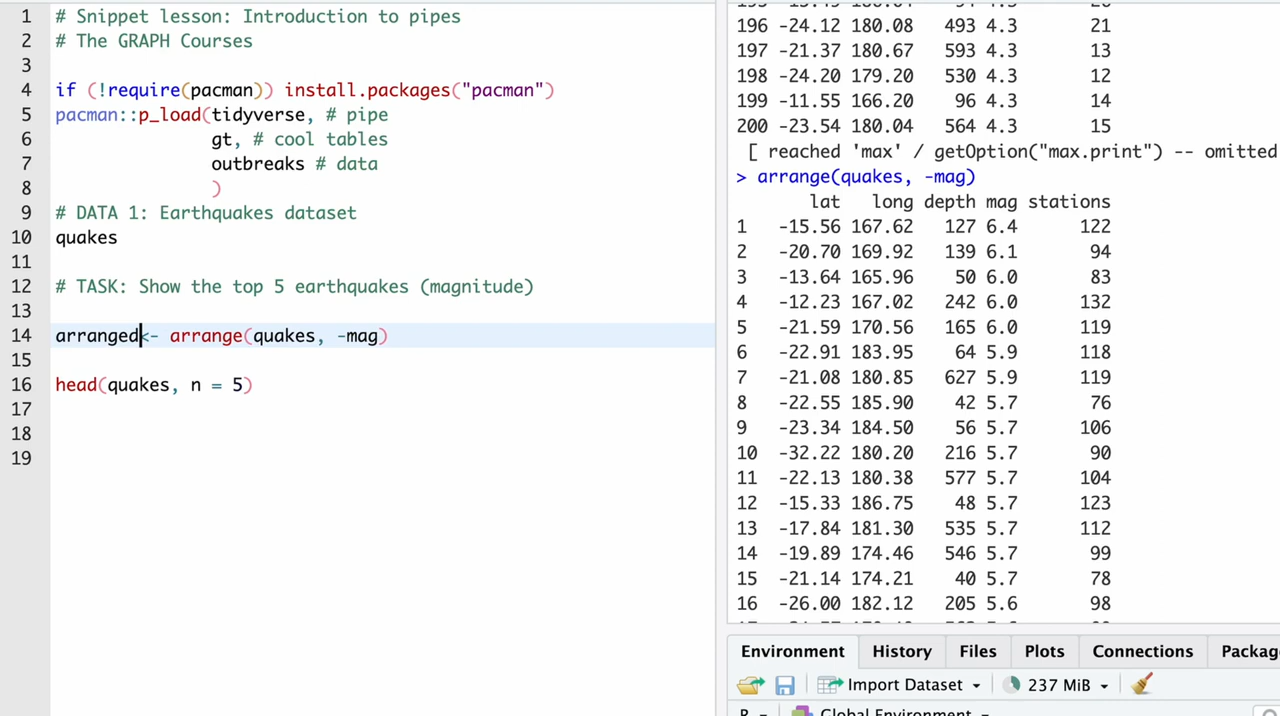 1 # Snippet lesson: Introduction to pipes
2 # The GRAPH Courses
3
4 if (!require(pacman)) install.packages("pacman")
5 pacman::p_load(tidyverse, # pipe
6 gt, # cool tables
7 outbreaks # data
8 )
9 # DATA 1: Earthquakes dataset
10 quakes
11
12 # TASK: Show the top 5 earthquakes (magnitude)
13
14 arranged<- arrange(quakes, -mag)
15
16 head(quakes, n = 5)
17
18
19
196 -24.12 180.08 493 4.3 21
197 -21.37 180.67 593 4.3 13
198 -24.20 179.20 530 4.3 12
199 -11.55 166.20 96 4.3 14
200 -23.54 180.04 564 4.3 15
[ reached 'max' / getOption("max.print") -- omitted
> arrange(quakes, -mag)
lat long depth mag stations
1 -15.56 167.62 127 6.4 122
2 -20.70 169.92 139 6.1 94
3 -13.64 165.96 50 6.0 83
4 -12.23 167.02 242 6.0 132
5 -21.59 170.56 165 6.0 119
6 -22.91 183.95 64 5.9 118
7 -21.08 180.85 627 5.9 119
8 -22.55 185.90 42 5.7 76
9 -23.34 184.50 56 5.7 106
10 -32.22 180.20 216 5.7 90
11 -22.13 180.38 577 5.7 104
12 -15.33 186.75 48 5.7 123
13 -17.84 181.30 535 5.7 112
14 -19.89 174.46 546 5.7 99
15 -21.14 174.21 40 5.7 78
16 -26.00 182.12 205 5.6 98
Environment History Files Plots Connections Packag
Import Dataset 237 MiB
R Global Environment